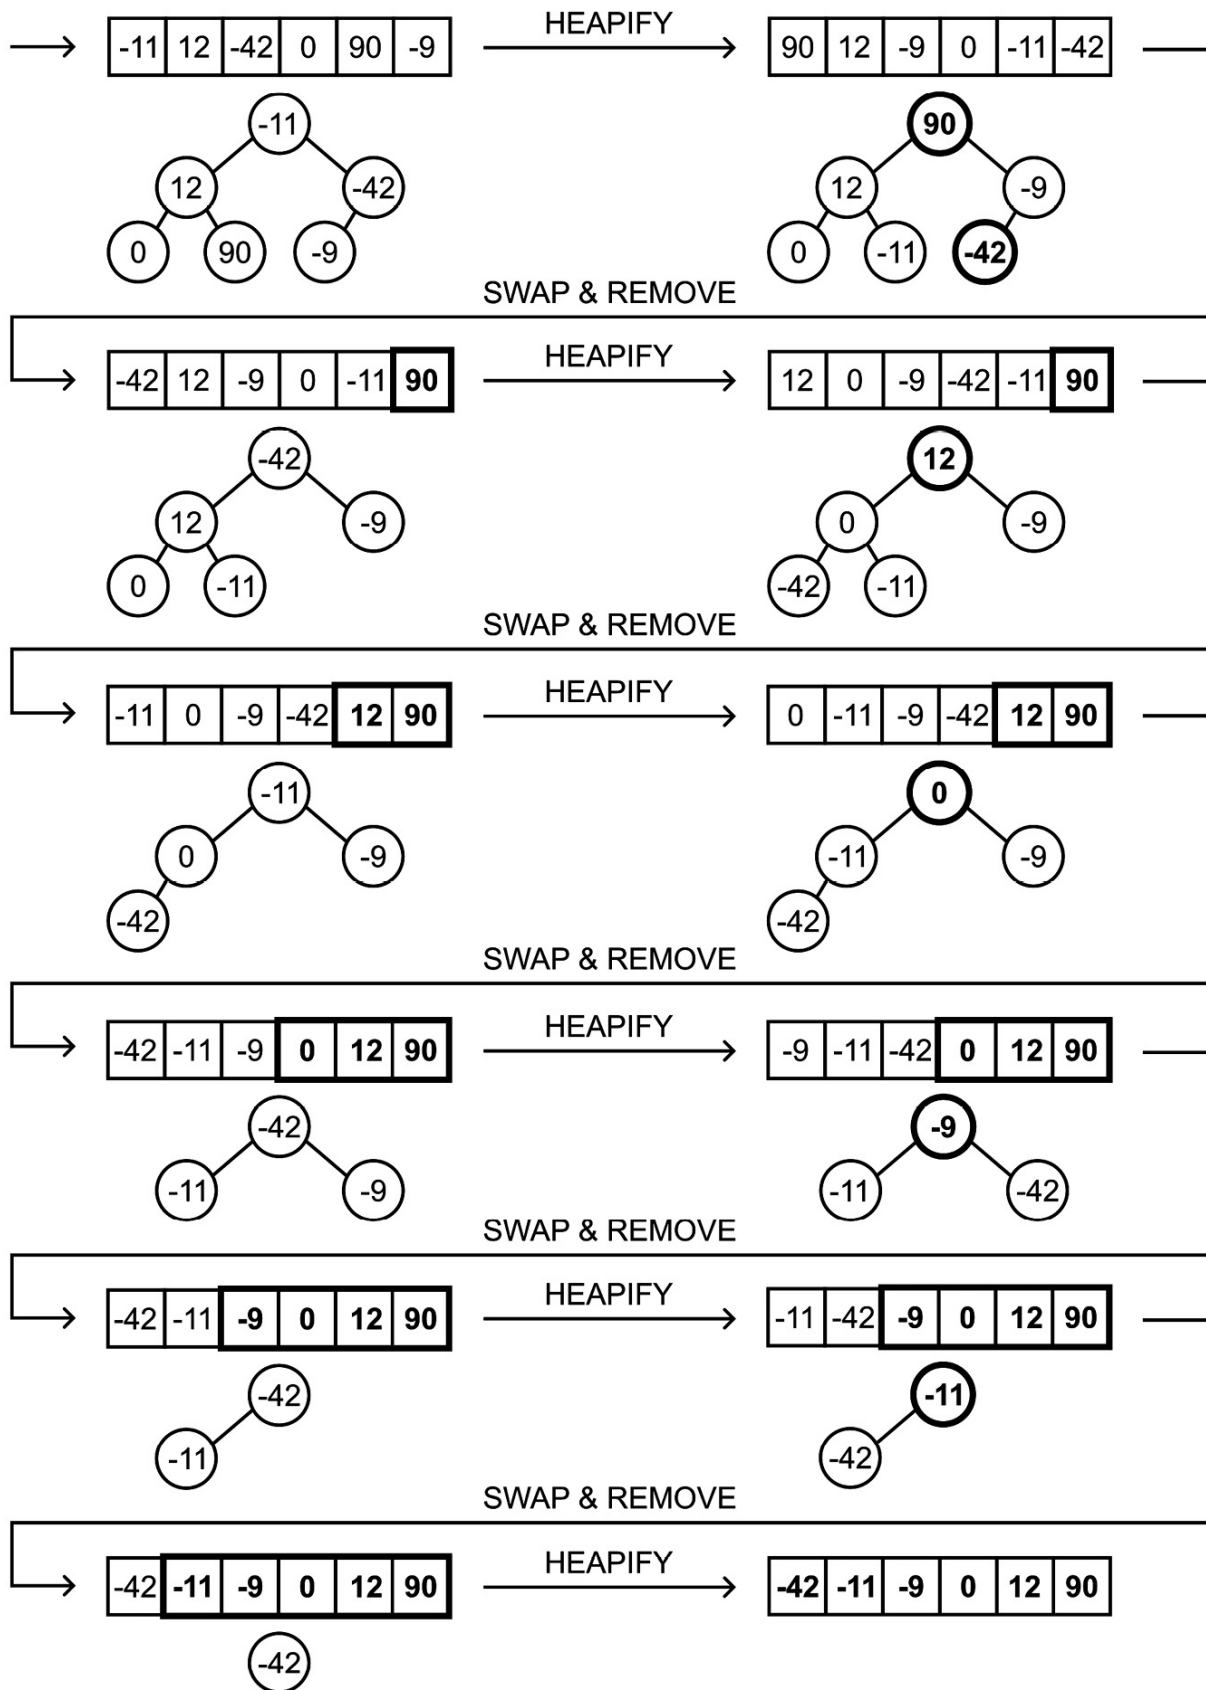 HEAPIFY
-11 12 -42 0 90 -9
90 12 -9 0 -11 -42
-11
90
12 -42
12 -9
0 90 -9
0 -11 -42
SWAP & REMOVE
HEAPIFY
-42 12 -9 0 -11 90
12 0 -9 -42 -11 90
-42
12
12 -9
0 -9
0 -11
-42 -11
SWAP & REMOVE
HEAPIFY
-11 0 -9 -42 12 90
0 -11 -9 -42 12 90
-11
0
0 -9
-11 -9
-42
-42
SWAP & REMOVE
HEAPIFY
-42 -11 -9 0 12 90
-9 -11 -42 0 12 90
-42
-9
-11 -9
-11 -42
SWAP & REMOVE
HEAPIFY
-42 -11 -9 0 12 90
-11 -42 -9 0 12 90
-42
-11
-11
-42
SWAP & REMOVE
HEAPIFY
-42 -11 -9 0 12 90
-42 -11 -9 0 12 90
-42